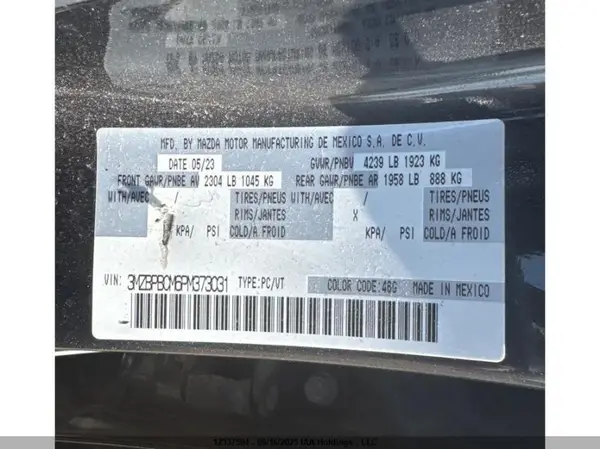 MFD. BY MAZDA MOTOR MANUFACTURING DE MEXICO S.A. DE C.V.
DATE 05/23 GVWR/PNBV 4239 LB 1923 KG
FRONT GAWR/PNBE AV 2304 LB 1045 KG REAR GAWR/PNBE AR 1958 LB 888 KG
WITH/AVEC / TIRES/PNEUS WITH/AVEC / TIRES/PNEUS
RIMS/JANTES X RIMS/JANTES
KPA/ PSI COLD/A FROID KPA/ PSI COLD/A FROID
VIN: 3MZBPBCM6PM373031 TYPE:PC/VT COLOR CODE:46G MADE IN MEXICO
IAA Holdings, LLC